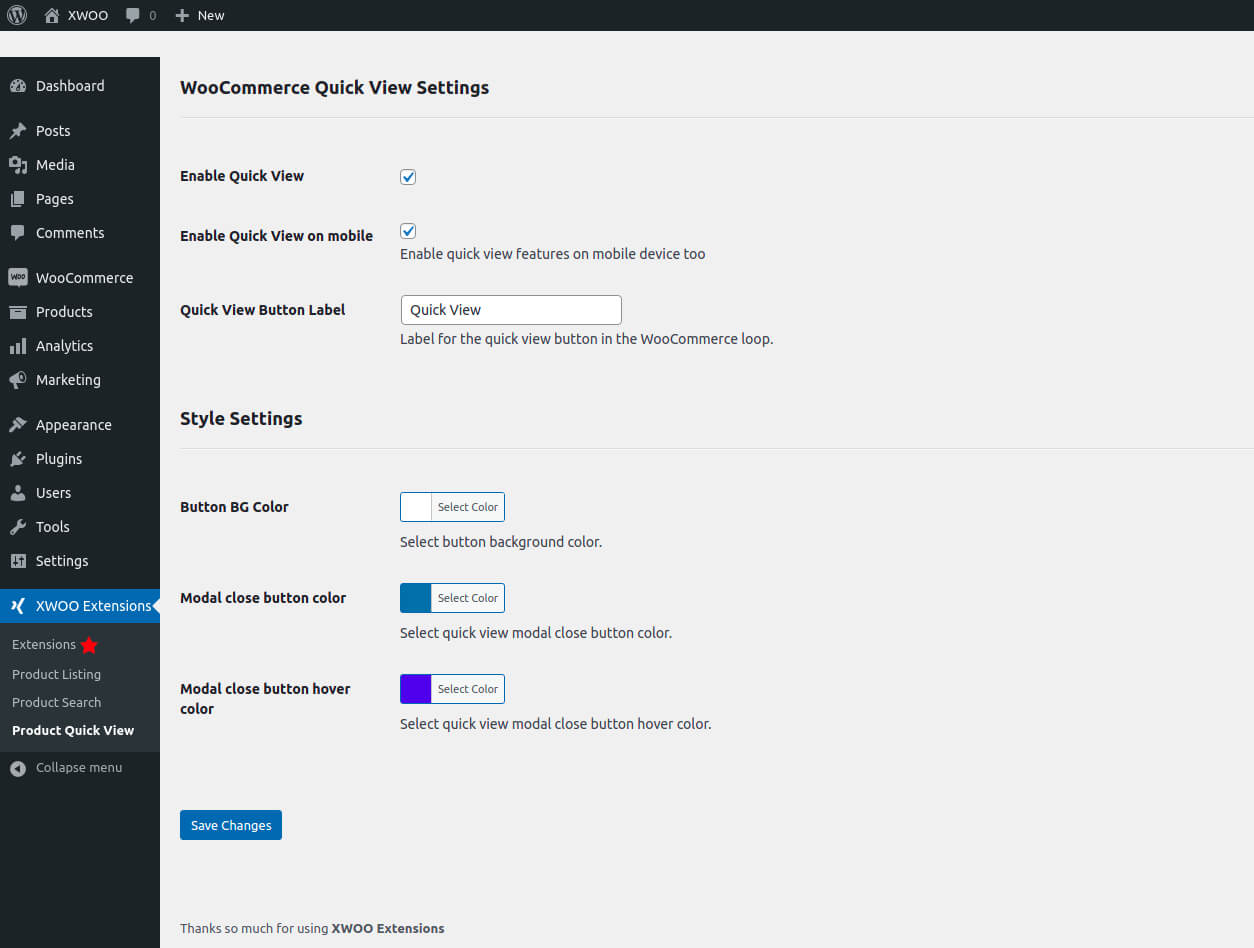 XWOO 0 New
Dashboard
Posts
Media
Pages
Comments
WOO WooCommerce
Products
Analytics
Marketing
Appearance
Plugins
Users
Tools
Settings
XWOO Extensions
Extensions
Product Listing
Product Search
Product Quick View
Collapse menu
WooCommerce Quick View Settings
Enable Quick View
Enable Quick View on mobile
Enable quick view features on mobile device too
Quick View Button Label Quick View
Label for the quick view button in the WooCommerce loop.
Style Settings
Button BG Color Select Color
Select button background color.
Modal close button color Select Color
Select quick view modal close button color.
Modal close button hover Select Color
color
Select quick view modal close button hover color.
Save Changes
Thanks so much for using XWOO Extensions